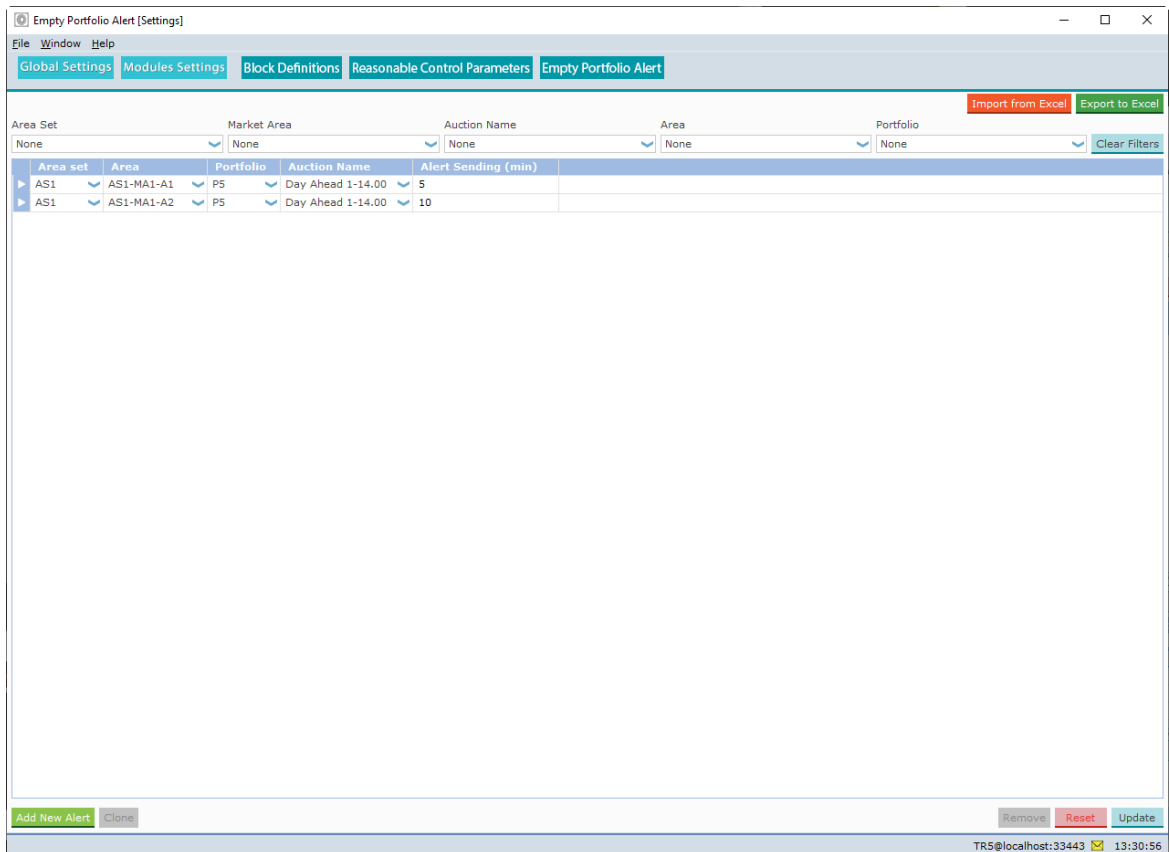 Empty Portfolio Alert [Settings]
File Window Help
Global Settings Modules Settings Block Definitions Reasonable Control Parameters Empty Portfolio Alert
Import from Excel Export to Excel
Area Set Market Area Auction Name Area Portfolio
None None None None None Clear Filters
Area set Area Portfolio Auction Name Alert Sending (min)
AS1 AS1-MA1-A1 P5 Day Ahead 1-14.00 5
AS1 AS1-MA1-A2 P5 Day Ahead 1-14.00 10
Add New Alert Clone Remove Reset Update
TR5@localhost:33443 13:30:56